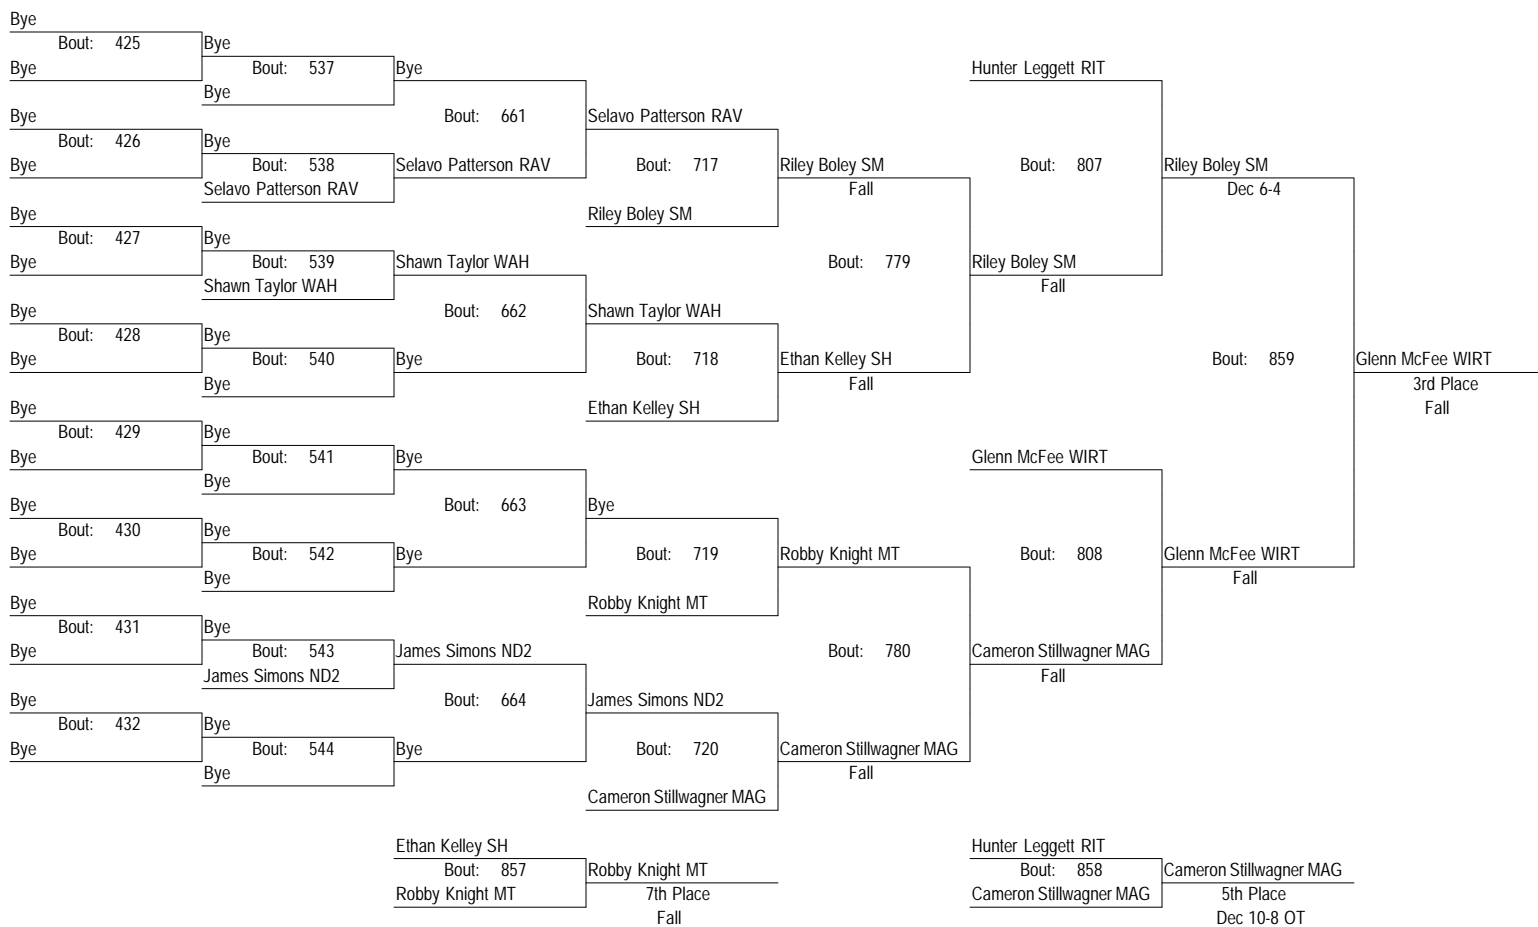 Bye
Bout: 425 Bye
Bye Bout: 537 Bye Hunter Leggett RIT
Bye
Bye Bout: 661 Selavo Patterson RAV
Bout: 426 Bye
Bye Bout: 538 Selavo Patterson RAV Bout: 717 Riley Boley SM Bout: 807 Riley Boley SM
Selavo Patterson RAV Fall Dec 6-4
Bye Riley Boley SM
Bout: 427 Bye
Bye Bout: 539 Shawn Taylor WAH Bout: 779 Riley Boley SM
Shawn Taylor WAH Fall
Bye Bout: 662 Shawn Taylor WAH
Bout: 428 Bye
Bye Bout: 540 Bye Bout: 718 Ethan Kelley SH Bout: 859 Glenn McFee WIRT
Bye Fall 3rd Place
Bye Ethan Kelley SH Fall
Bout: 429 Bye
Bye Bout: 541 Bye Glenn McFee WIRT
Bye
Bye Bout: 663 Bye
Bout: 430 Bye
Bye Bout: 542 Bye Bout: 719 Robby Knight MT Bout: 808 Glenn McFee WIRT
Bye Fall
Bye Robby Knight MT
Bout: 431 Bye
Bye Bout: 543 James Simons ND2 Bout: 780 Cameron Stillwagner MAG
James Simons ND2 Fall
Bye Bout: 664 James Simons ND2
Bout: 432 Bye
Bye Bout: 544 Bye Bout: 720 Cameron Stillwagner MAG
Bye Fall
Cameron Stillwagner MAG
Ethan Kelley SH Hunter Leggett RIT
Bout: 857 Robby Knight MT Bout: 858 Cameron Stillwagner MAG
Robby Knight MT 7th Place Cameron Stillwagner MAG 5th Place
Fall Dec 10-8 OT